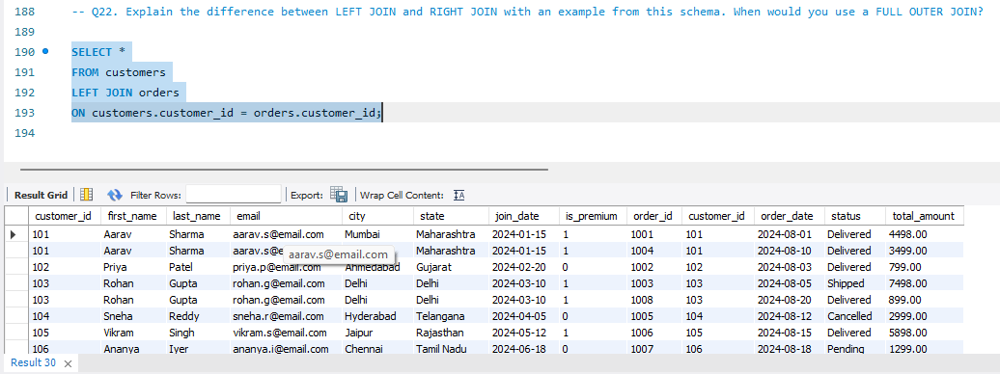 188 -- Q22. Explain the difference between LEFT JOIN and RIGHT JOIN with an example from this schema. When would you use a FULL OUTER JOIN?
189
190 SELECT *
191 FROM customers
192 LEFT JOIN orders
193 ON customers.customer_id = orders.customer_id;
194
Result Grid Filter Rows: Export: Wrap Cell Content:
customer_id first_name last_name email city state join_date is_premium order_id customer_id order_date status total_amount
101 Aarav Sharma aarav.s@email.com Mumbai Maharashtra 2024-01-15 1 1001 101 2024-08-01 Delivered 4498.00
101 Aarav Sharma aarav.s@e Maharashtra 2024-01-15 1 1004 101 2024-08-10 Delivered 3499.00
aarav.s@email.com
102 Priya Patel priya.p@email.com Ahmedabad Gujarat 2024-02-20 0 1002 102 2024-08-03 Delivered 799.00
103 Rohan Gupta rohan.g@email.com Delhi Delhi 2024-03-10 1 1003 103 2024-08-05 Shipped 7498.00
103 Rohan Gupta rohan.g@email.com Delhi Delhi 2024-03-10 1 1008 103 2024-08-20 Delivered 899.00
104 Sneha Reddy sneha.r@email.com Hyderabad Telangana 2024-04-05 0 1005 104 2024-08-12 Cancelled 2999.00
105 Vikram Singh vikram.s@email.com Jaipur Rajasthan 2024-05-12 1 1006 105 2024-08-15 Delivered 5898.00
106 Ananya Iyer ananya.i@email.com Chennai Tamil Nadu 2024-06-18 0 1007 106 2024-08-18 Pending 1299.00
Result 30